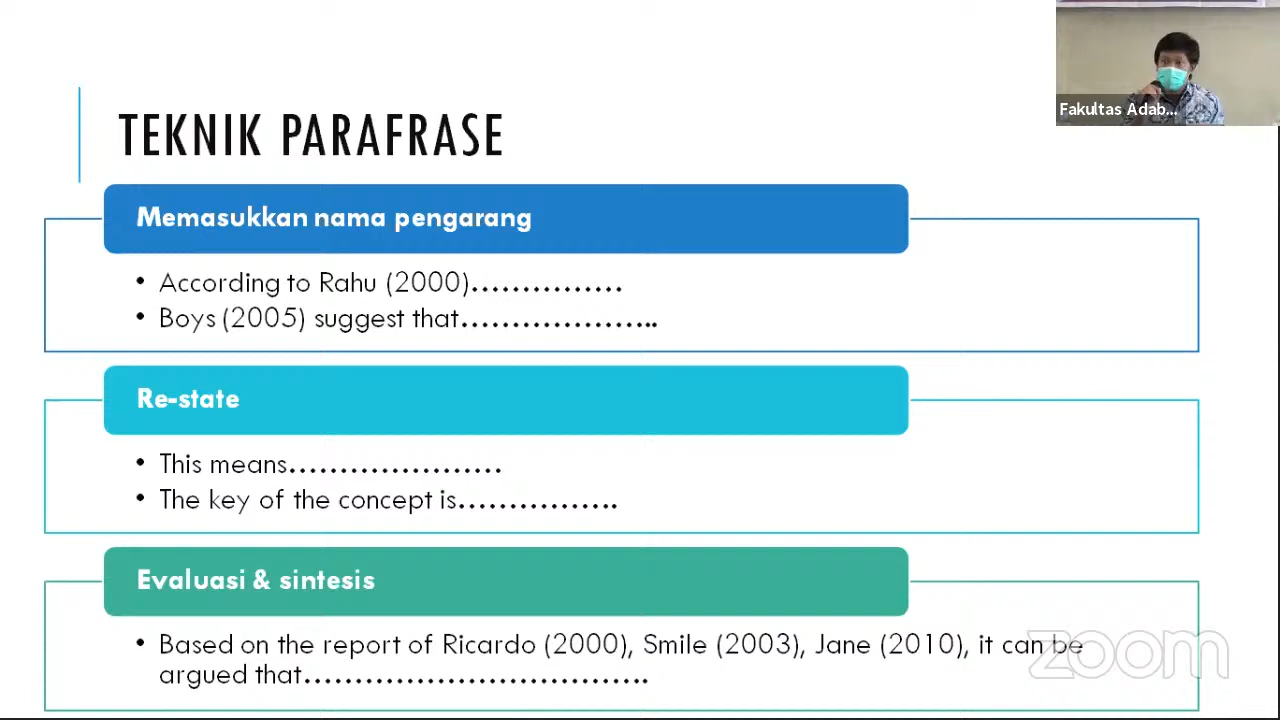 Fakultas Adab...
TEKNIK PARAFRASE
Memasukkan nama pengarang
• According to Rahu (2000)...............
• Boys (2005) suggest that.....................
Re-state
• This means.....................
• The key of the concept is.................
Evaluasi & sintesis
• Based on the report of Ricardo (2000), Smile (2003), Jane (2010), it can be
argued that..................................
zoom